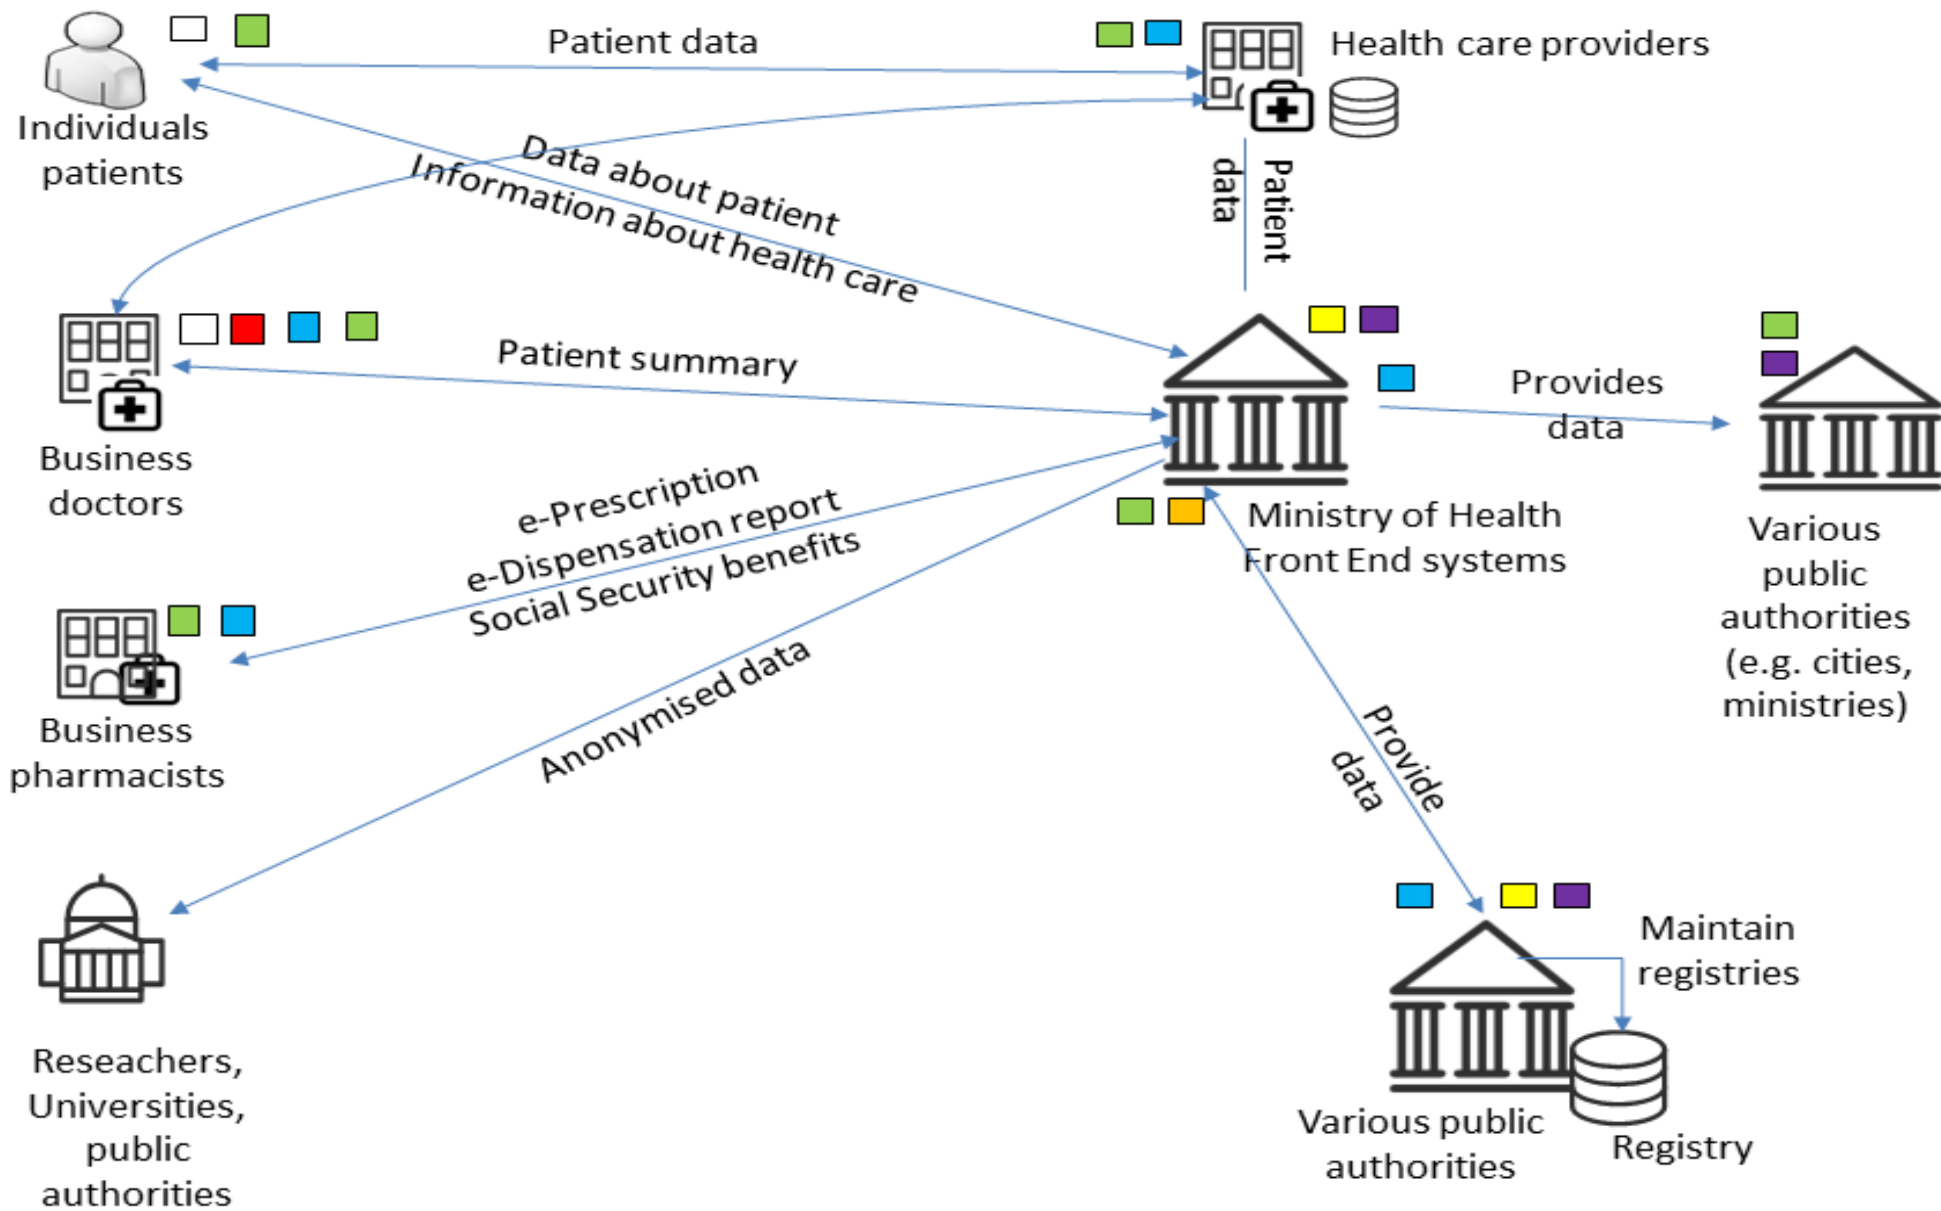 Patient data
Health care providers
Individuals
patients
Data about patient
Information about health care
Patient
data
Patient summary
Provides
data
Business
doctors
e-Prescription
e-Dispensation report
Social Security benefits
Ministry of Health
Front End systems
Various
public
authorities
(e.g. cities,
ministries)
Business
pharmacists
Anonymised data
Provide
data
Maintain
registries
Reseachers,
Universities,
public
authorities
Various public
authorities
Registry